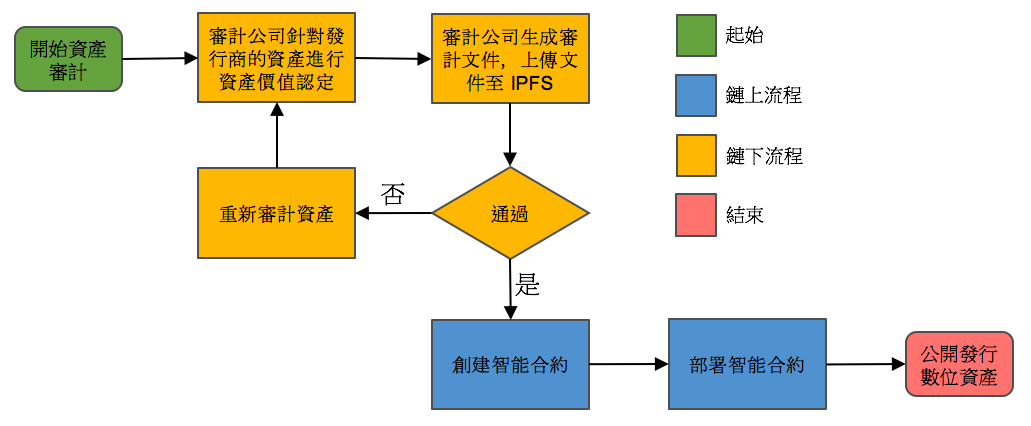 開始資產
審計
審計公司針對發
行商的資產進行
資產價值認定
審計公司生成審
計文件，上傳文
件至 IPFS
起始
鏈上流程
鏈下流程
結束
重新審計資產
否
通過
是
創建智能合約
部署智能合約
公開發行
數位資產